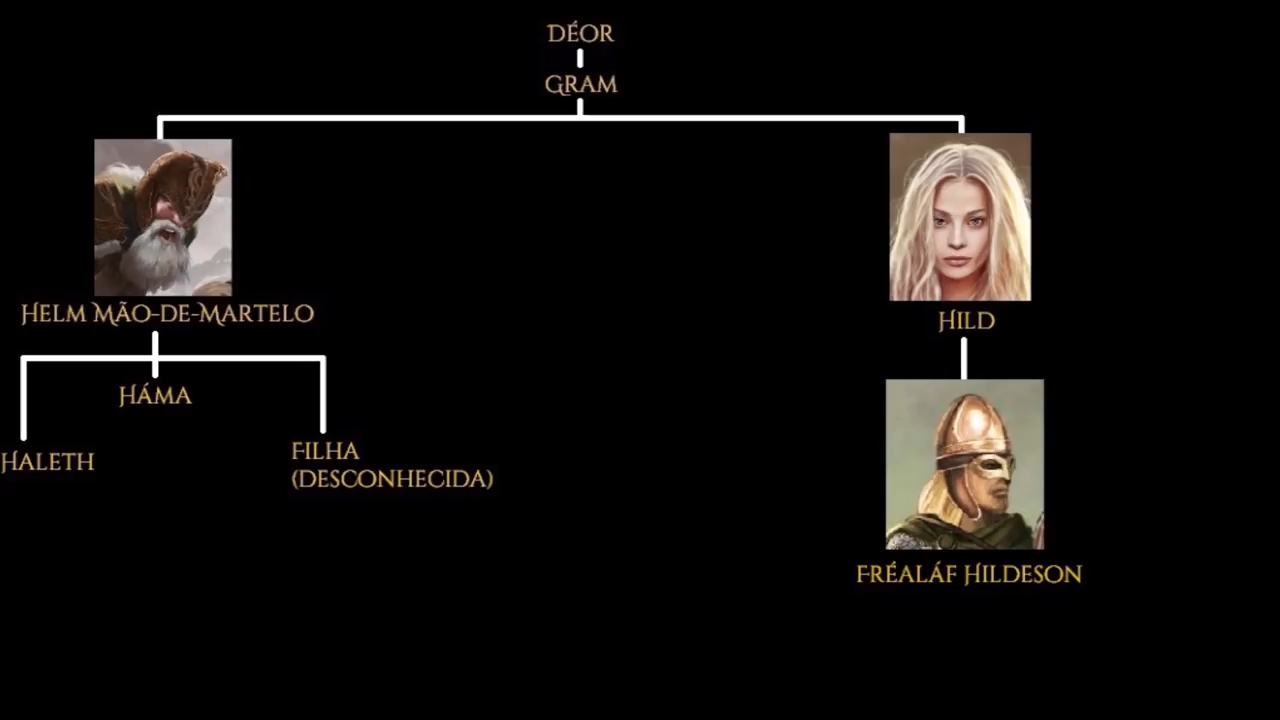 DÉOR
GRAM
HELM MÃO-DE-MARTELO
HILD
HÁMA
HALETH
FILHA
(DESCONHECIDA)
FRÉALÁF HILDESON